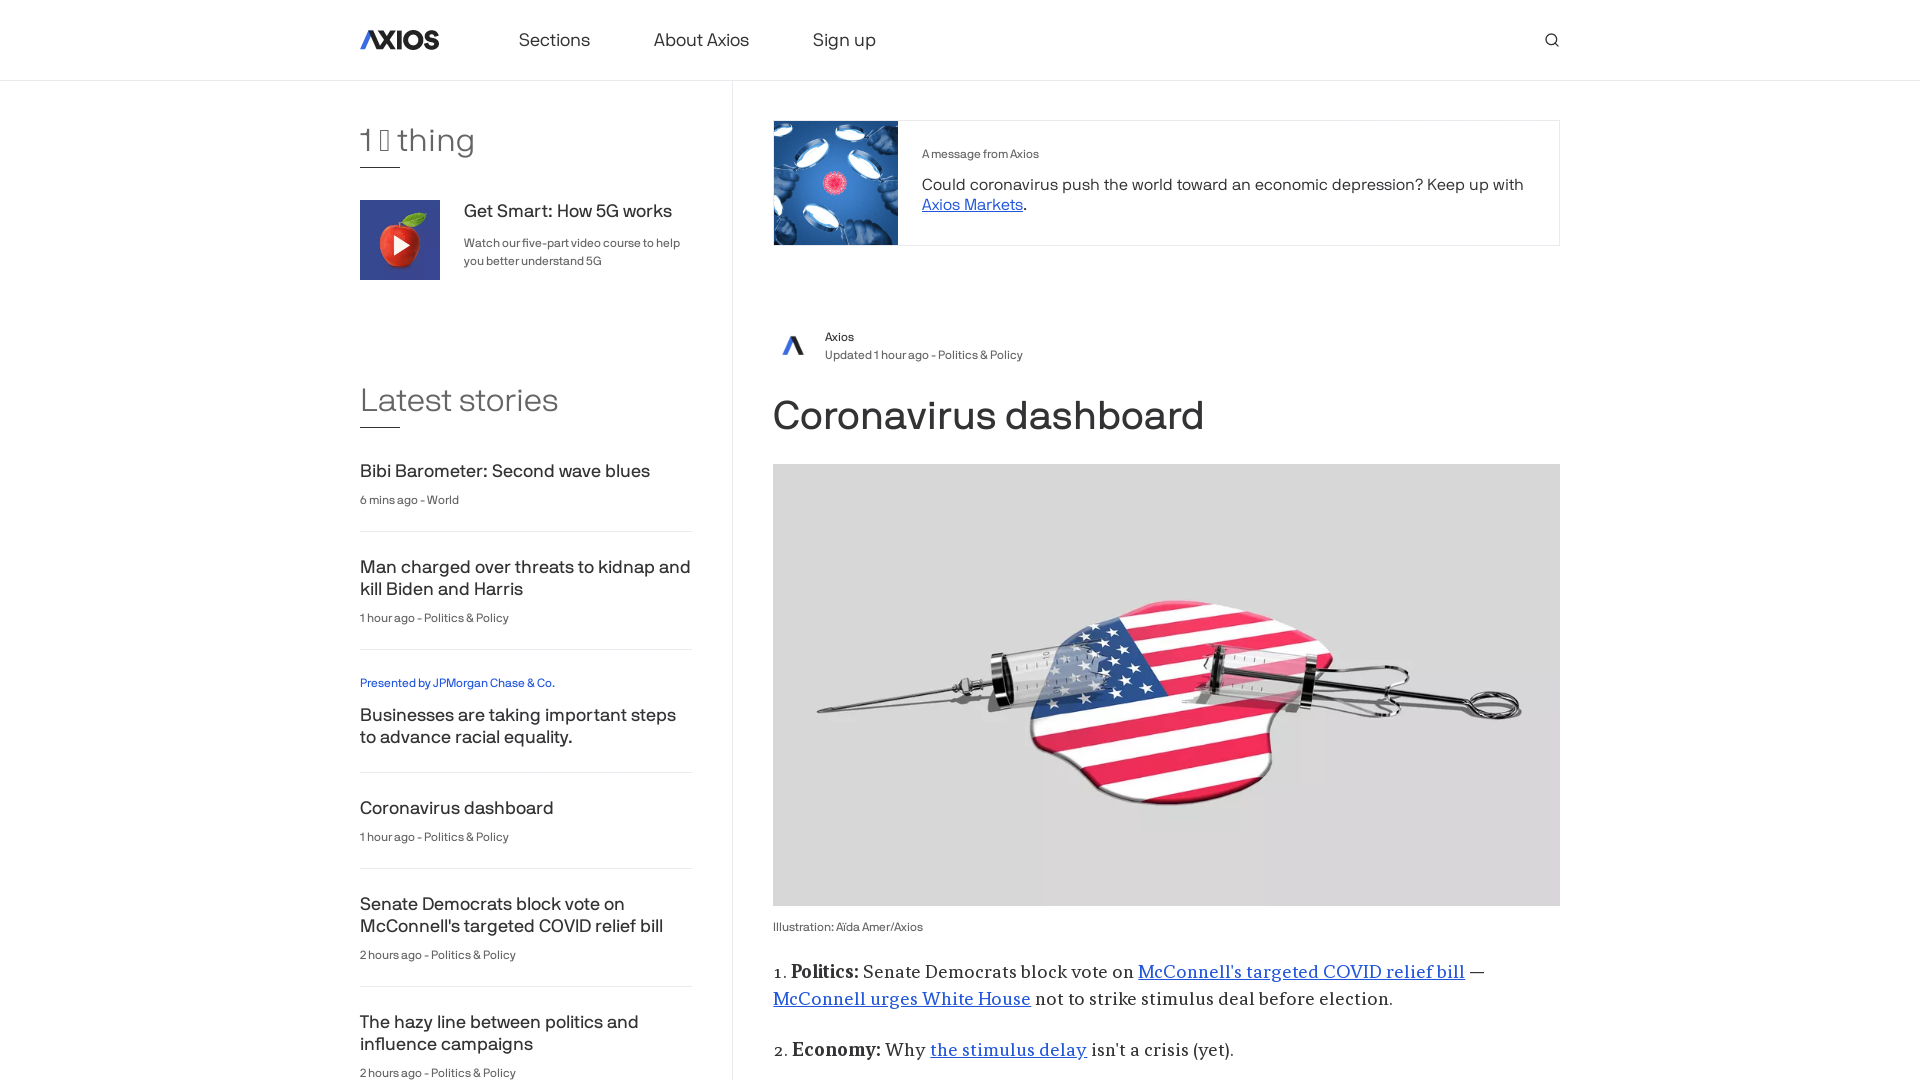 AXIOS
Sections
About Axios
Sign up
1 thing
Get Smart: How 5G works
Watch our five-part video course to help
you better understand 5G
Latest stories
Bibi Barometer: Second wave blues
6 mins ago - World
Man charged over threats to kidnap and
kill Biden and Harris
1 hour ago - Politics & Policy
Presented by JPMorgan Chase & Co.
Businesses are taking important steps
to advance racial equality.
Coronavirus dashboard
1 hour ago - Politics & Policy
Senate Democrats block vote on
McConnell's targeted COVID relief bill
2 hours ago - Politics & Policy
The hazy line between politics and
influence campaigns
2 hours ago - Politics & Policy
A message from Axios
Could coronavirus push the world toward an economic depression? Keep up with
Axios Markets.
Axios
Updated 1 hour ago - Politics & Policy
Coronavirus dashboard
Illustration: Aïda Amer/Axios
1. Politics: Senate Democrats block vote on McConnell's targeted COVID relief bill —
McConnell urges White House not to strike stimulus deal before election.
2. Economy: Why the stimulus delay isn't a crisis (yet).